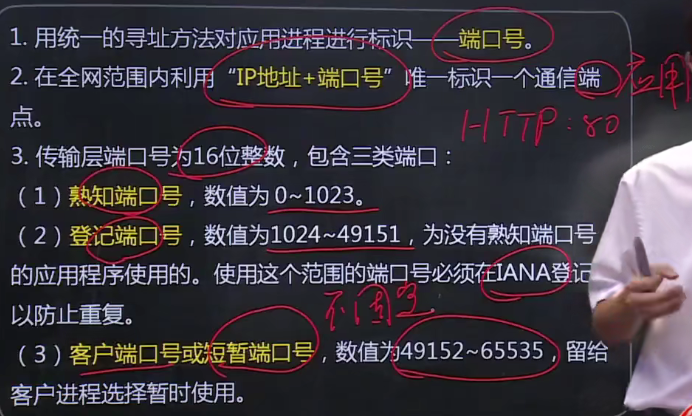 1. 用统一的寻址方法对应用进程进行标识——端口号。
2. 在全网范围内利用“IP地址+端口号”唯一标识一个通信端
应用
点。
HTTP:80
3. 传输层端口号为16位整数，包含三类端口：
（1）熟知端口号，数值为 0~1023。
（2）登记端口号，数值为1024~49151，为没有熟知端口号
的应用程序使用的。使用这个范围的端口号必须在IANA登记
以防止重复。
不固定
（3）客户端口号或短暂端口号，数值为49152~65535，留给
客户进程选择暂时使用。